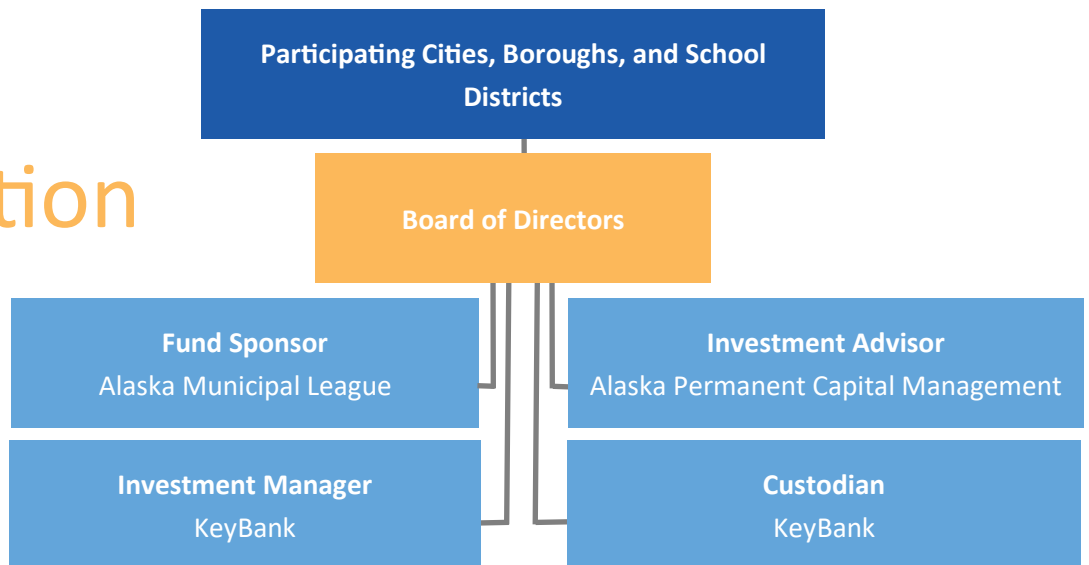 Participating Cities, Boroughs, and School
Districts
tion
Board of Directors
Fund Sponsor
Alaska Municipal League
Investment Advisor
Alaska Permanent Capital Management
Investment Manager
KeyBank
Custodian
KeyBank